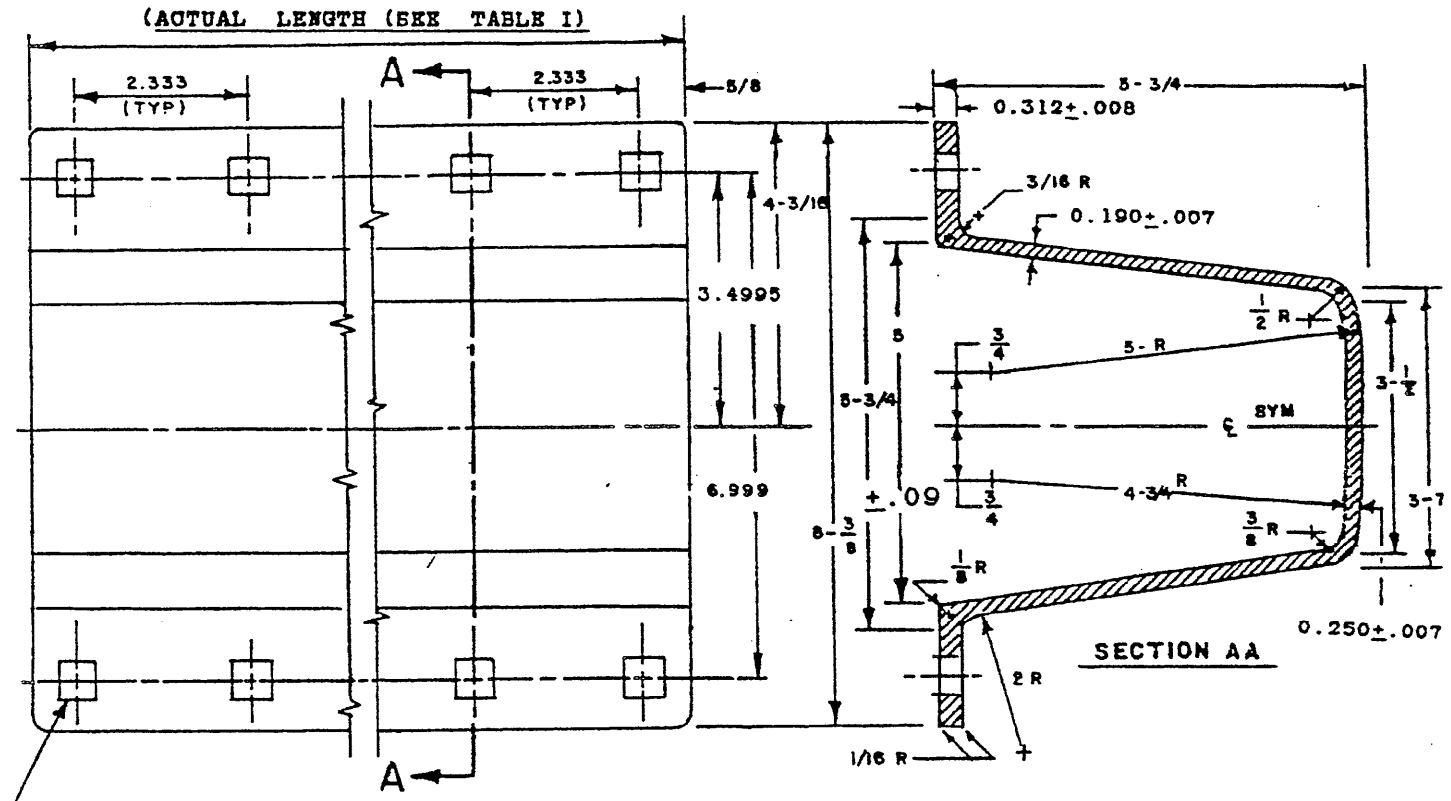 (ACTUAL LENGTH (SEE TABLE I)
A
2.333
(TYP)
2.333
(TYP)
5/8
5-3/4
0.312±.008
3/16 R
4-3/16
0.190±.007
3.4995
1/2 R
5
3/4
5-R
5-3/4
3-1/2
SYM
℄
6.999
±.09
3/4
4-3/4 R
3-7
8-3/8
3/8 R
1/8 R
0.250±.007
SECTION AA
2 R
1/16 R
A